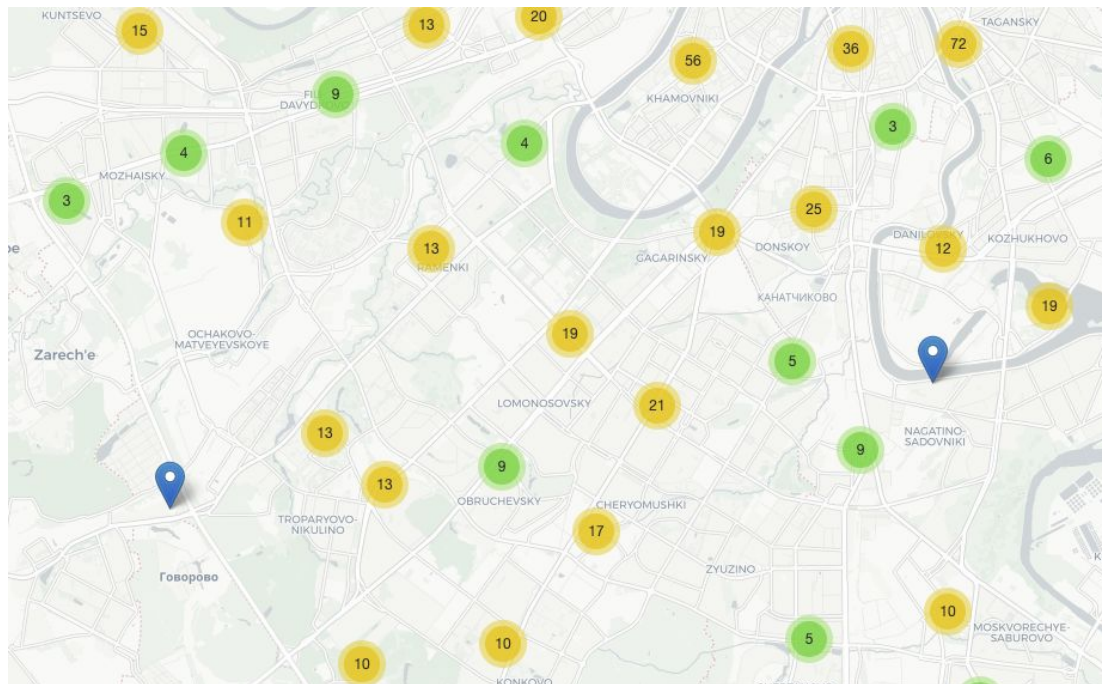 KUNTSEVO
15
13
20
56
36
72
TAGANSKY
9
KHAMOVNIKI
3
4
4
6
MOZHAISKY
3
11
13
RAMENKI
19
GAGARINSKY
25
DONSKOY
DANILOVSKY
12
KOZHUKHOVO
КАНАТЧИКОВО
19
OCHAKOVO-
MATVEYEVSKOYE
Zarech'e
19
5
LOMONOSOVSKY
21
13
NAGATINO-
SADOVNIKI
9
9
13
OBRUCHEVSKY
CHERYOMUSHKI
TROPARYOVO-
NIKULINO
17
Говорово
ZYUZINO
10
MOSKVORECHYE-
SABUROVO
5
10
10
KONKOVO